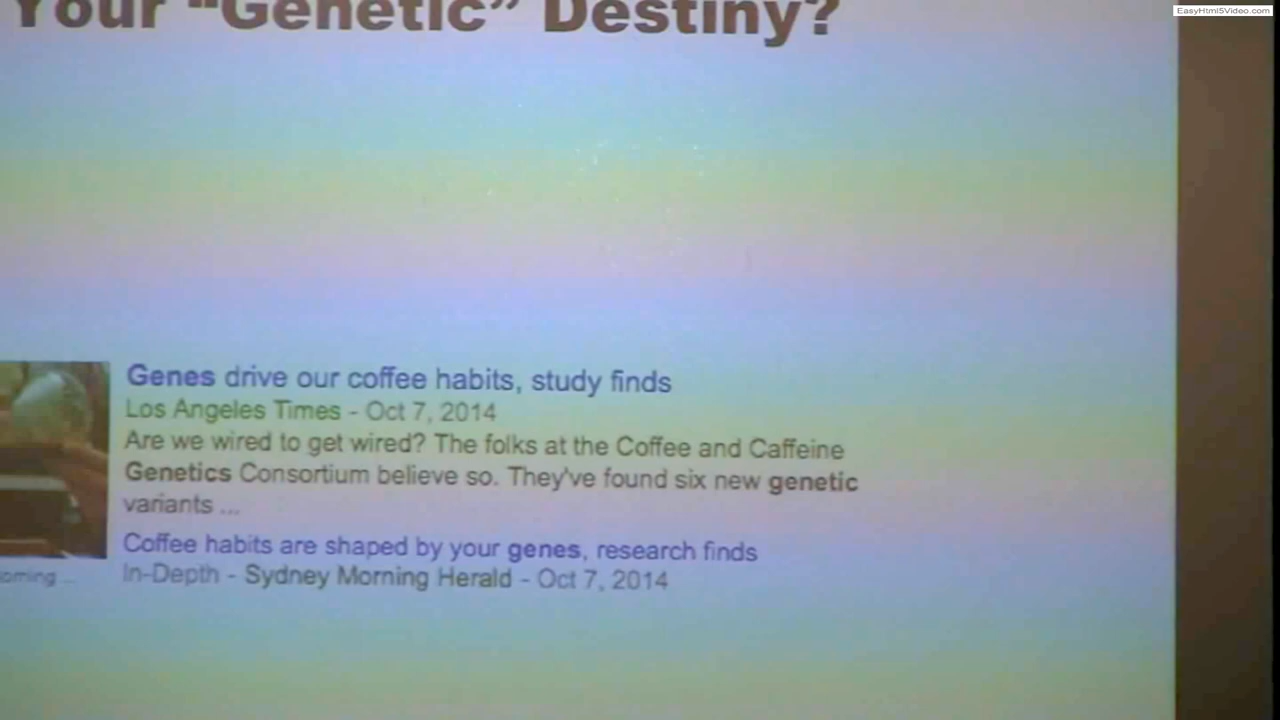 Your "Genetic" Destiny?
EasyHtml5Video.com
Genes drive our coffee habits, study finds
Los Angeles Times - Oct 7, 2014
Are we wired to get wired? The folks at the Coffee and Caffeine
Genetics Consortium believe so. They've found six new genetic
variants ...
Coffee habits are shaped by your genes, research finds
In-Depth - Sydney Morning Herald - Oct 7, 2014